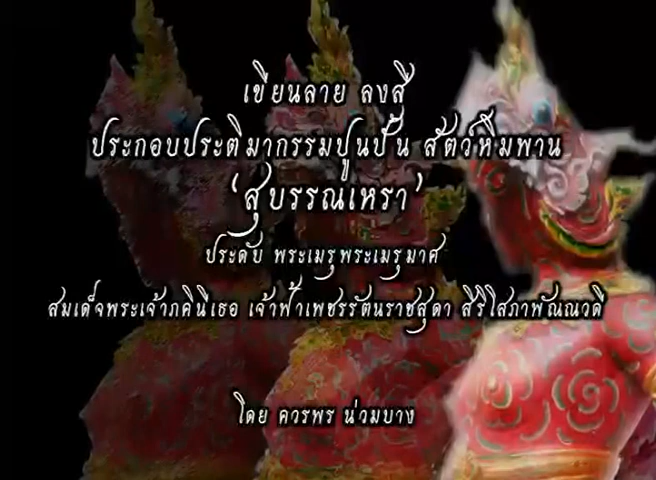 เขียนลาย ลงสี
ประกอบประติมากรรมปูนปั้น สัตว์หิมพาน
'สุบรรณเหรา'
ประดับ พระเมรุพระเมรุมาศ
สมเด็จพระเจ้าภคินีเธอ เจ้าฟ้าเพชรรัตนราชสุดา สิริโสภาพัณณวดี
โดย ควรพร น่วมบาง